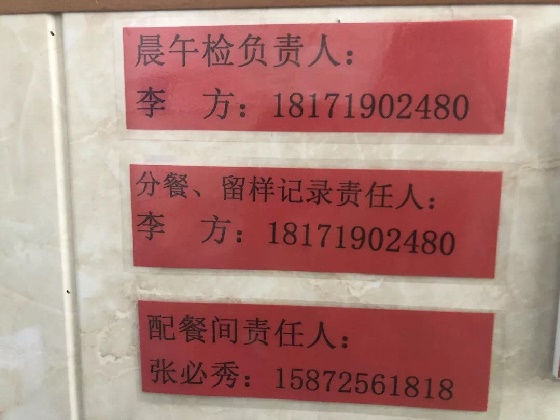 晨午检负责人：
李　方：18171902480
分餐、留样记录责任人：
李　方：18171902480
配餐间责任人：
张必秀：15872561818